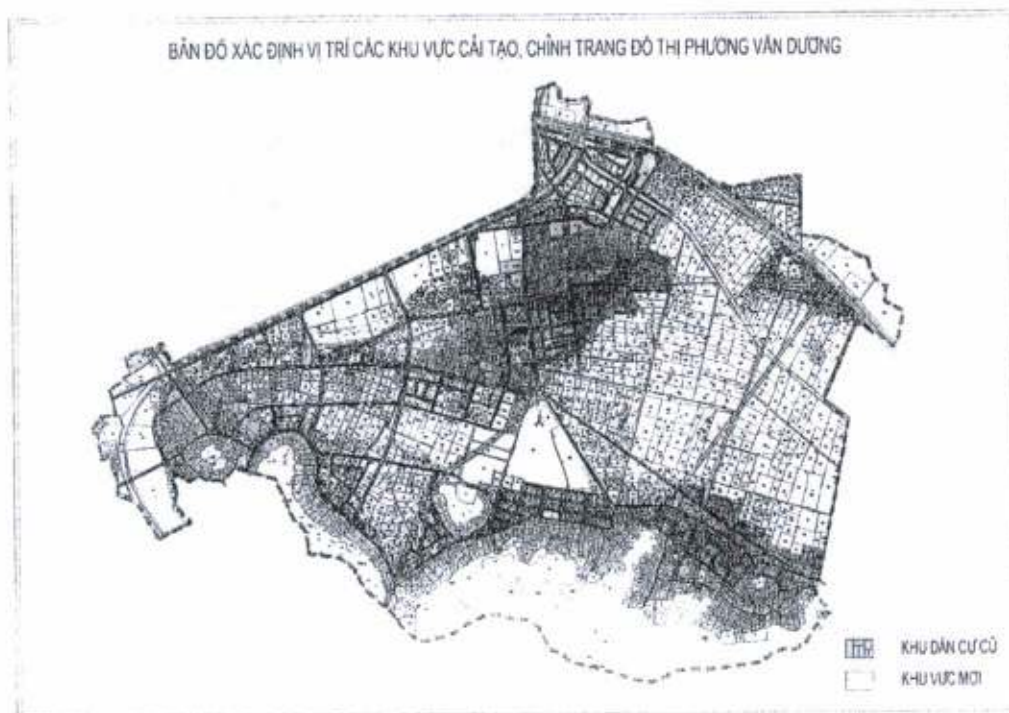 BẢN ĐỒ XÁC ĐỊNH VỊ TRÍ CÁC KHU VỰC CẢI TẠO, CHỈNH TRANG ĐÔ THỊ PHƯỜNG VÂN DƯƠNG
KHU DÂN CƯ CŨ
KHU VỰC MỚI